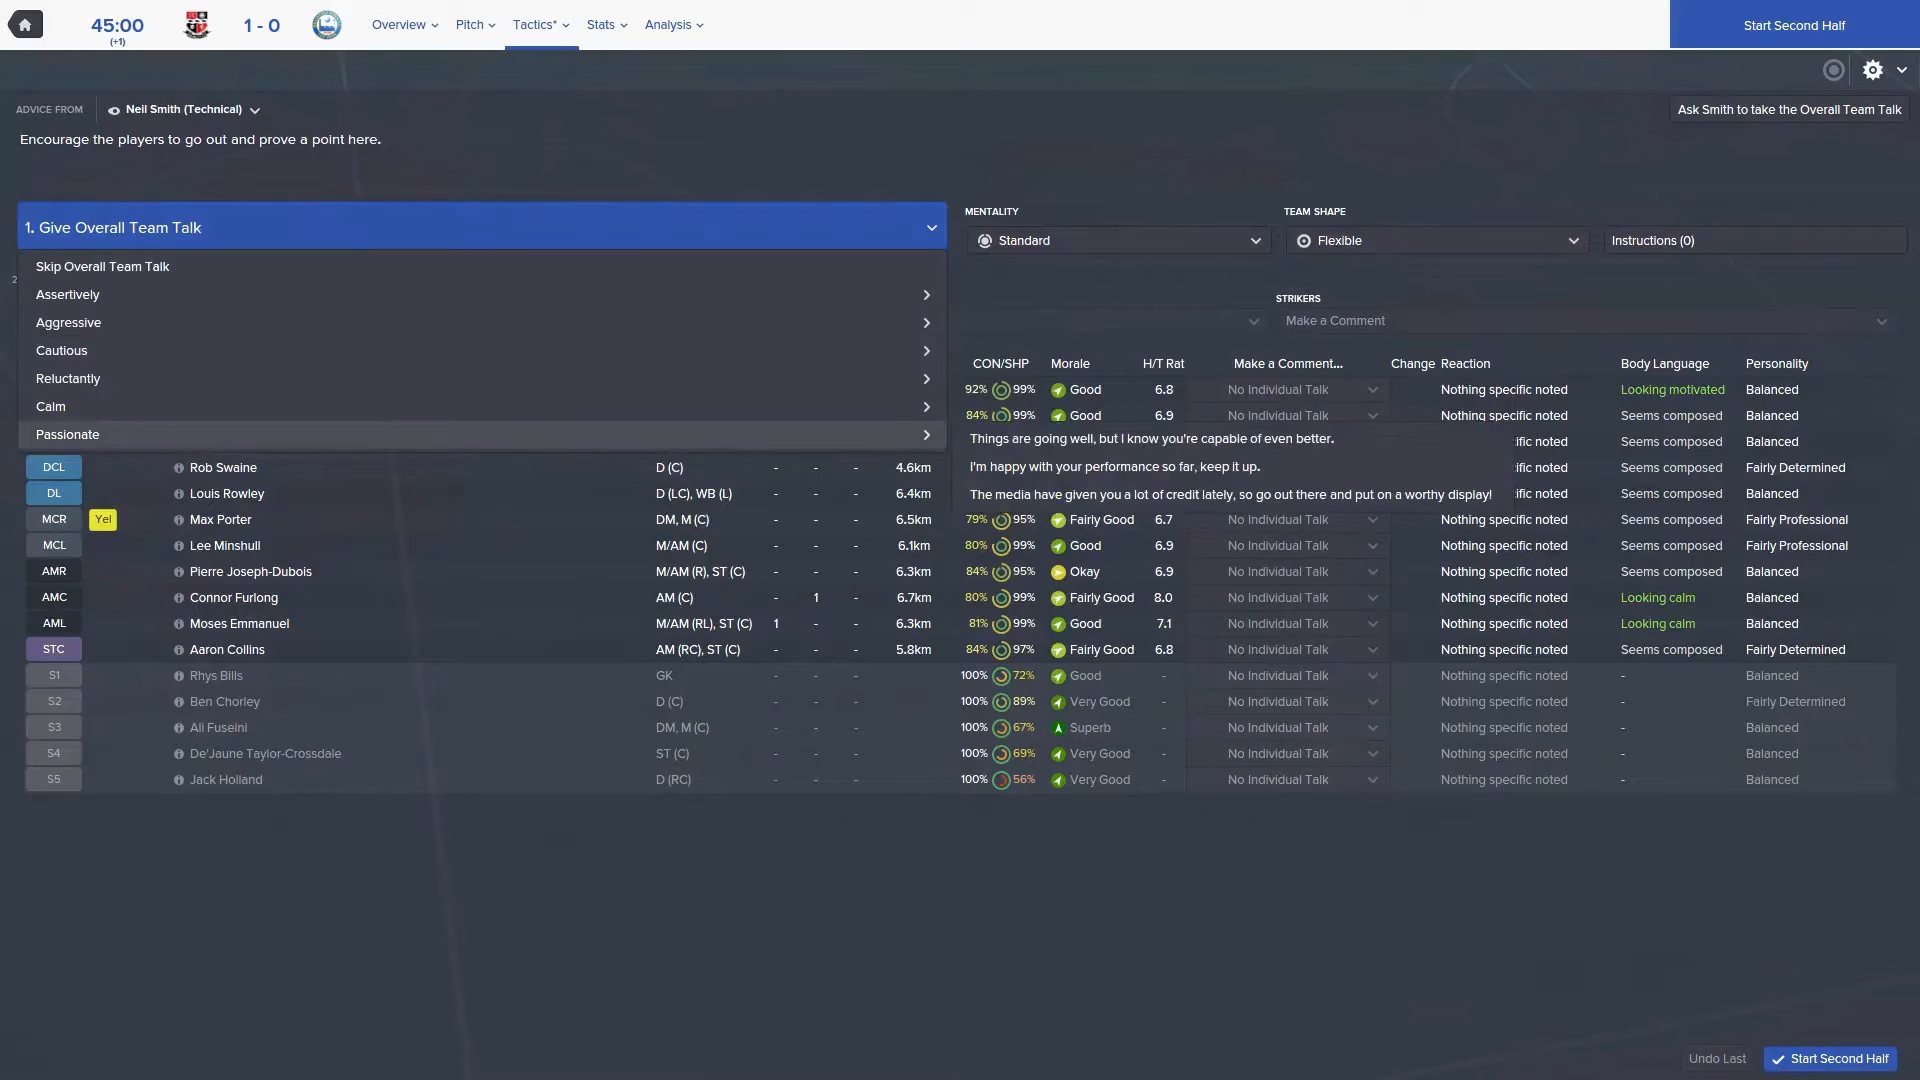 45:00
(+1)
1 - 0
Overview
Pitch
Tactics*
Stats
Analysis
Start Second Half
ADVICE FROM
Neil Smith (Technical)
Ask Smith to take the Overall Team Talk
Encourage the players to go out and prove a point here.
1. Give Overall Team Talk
MENTALITY
Standard
TEAM SHAPE
Flexible
Instructions (0)
Skip Overall Team Talk
2
Assertively
Aggressive
Cautious
Reluctantly
Calm
Passionate
STRIKERS
Make a Comment
CON/SHP Morale H/T Rat Make a Comment... Change Reaction Body Language Personality
92% 99% Good 6.8 No Individual Talk Nothing specific noted Looking motivated Balanced
84% 99% Good 6.9 No Individual Talk Nothing specific noted Seems composed Balanced
Things are going well, but I know you're capable of even better.
ific noted Seems composed Balanced
I'm happy with your performance so far, keep it up.
The media have given you a lot of credit lately, so go out there and put on a worthy display!
DCL Rob Swaine D (C) - - - 4.6km ific noted Seems composed Fairly Determined
DL Louis Rowley D (LC), WB (L) - - - 6.4km ific noted Seems composed Balanced
MCR Yel Max Porter DM, M (C) - - - 6.5km 79% 95% Fairly Good 6.7 No Individual Talk Nothing specific noted Seems composed Fairly Professional
MCL Lee Minshull M/AM (C) - - - 6.1km 80% 99% Good 6.9 No Individual Talk Nothing specific noted Seems composed Fairly Professional
AMR Pierre Joseph-Dubois M/AM (R), ST (C) - - - 6.3km 84% 95% Okay 6.9 No Individual Talk Nothing specific noted Seems composed Balanced
AMC Connor Furlong AM (C) - 1 - 6.7km 80% 99% Fairly Good 8.0 No Individual Talk Nothing specific noted Looking calm Balanced
AML Moses Emmanuel M/AM (RL), ST (C) 1 - - 6.3km 81% 99% Good 7.1 No Individual Talk Nothing specific noted Looking calm Balanced
STC Aaron Collins AM (RC), ST (C) - - - 5.8km 84% 97% Fairly Good 6.8 No Individual Talk Nothing specific noted Seems composed Fairly Determined
S1 Rhys Bills GK - - - - 100% 72% Good - No Individual Talk Nothing specific noted - Balanced
S2 Ben Chorley D (C) - - - - 100% 89% Very Good - No Individual Talk Nothing specific noted - Fairly Determined
S3 Ali Fuseini DM, M (C) - - - - 100% 67% Superb - No Individual Talk Nothing specific noted - Balanced
S4 De'Jaune Taylor-Crossdale ST (C) - - - - 100% 69% Very Good - No Individual Talk Nothing specific noted - Balanced
S5 Jack Holland D (RC) - - - - 100% 56% Very Good - No Individual Talk Nothing specific noted - Balanced
Undo Last
Start Second Half